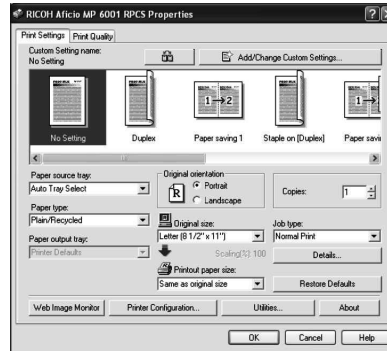 RICOH Aficio MP 6001 RPCS Properties
Print Settings
Print Quality
Custom Setting name:
No Setting
Add/Change Custom Settings...
1
2
1
No Setting
Duplex
Paper saving 1
Staple on [Duplex]
Paper savi
Paper source tray:
Auto Tray Select
Paper type:
Plain/Recycled
Paper output tray:
Printer Defaults
Original orientation
R
Portrait
Landscape
Copies:
1
Original size:
Letter (8 1/2" x 11")
Scaling(%): 100
Printout paper size:
Same as original size
Job type:
Normal Print
Details...
Restore Defaults
Web Image Monitor
Printer Configuration...
Utilities...
About
OK
Cancel
Help